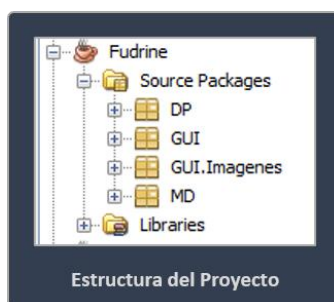 Fudrine
Source Packages
DP
GUI
GUI.Imagenes
MD
Libraries
Estructura del Proyecto